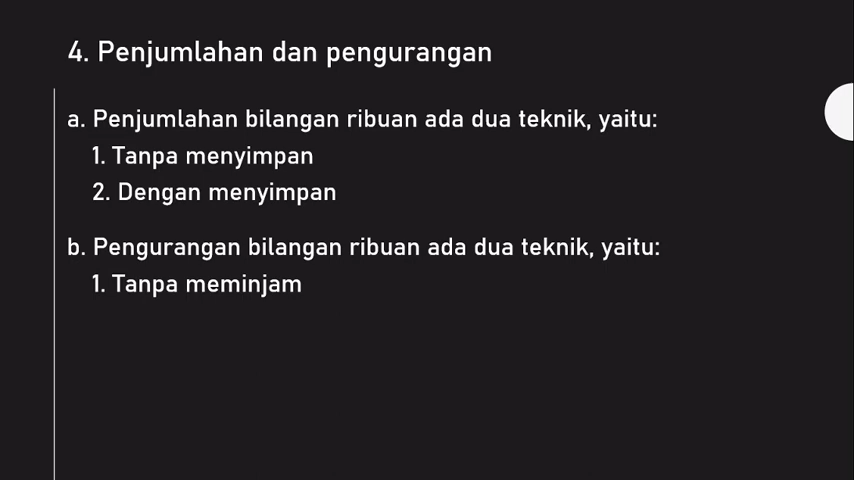 4. Penjumlahan dan pengurangan
a. Penjumlahan bilangan ribuan ada dua teknik, yaitu:
1. Tanpa menyimpan
2. Dengan menyimpan
b. Pengurangan bilangan ribuan ada dua teknik, yaitu:
1. Tanpa meminjam